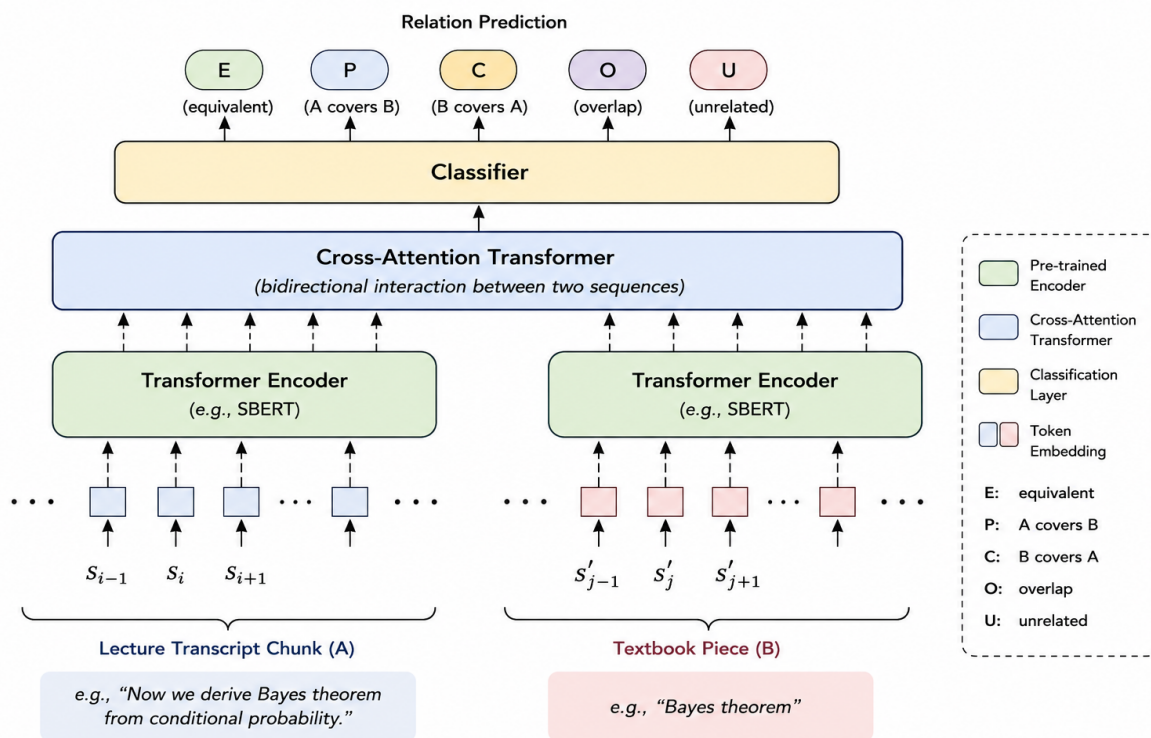 Relation Prediction
E P C O U
(equivalent) (A covers B) (B covers A) (overlap) (unrelated)
Classifier
Cross-Attention Transformer
(bidirectional interaction between two sequences)
Transformer Encoder
(e.g., SBERT)
Transformer Encoder
(e.g., SBERT)
... ... ...
... ... ...
s_{i−1} s_i s_{i+1}
s′_{j−1} s′_j s′_{j+1}
Lecture Transcript Chunk (A)
e.g., “Now we derive Bayes theorem
from conditional probability.”
Textbook Piece (B)
e.g., “Bayes theorem”
Pre-trained
Encoder
Cross-Attention
Transformer
Classification
Layer
Token
Embedding
E: equivalent
P: A covers B
C: B covers A
O: overlap
U: unrelated